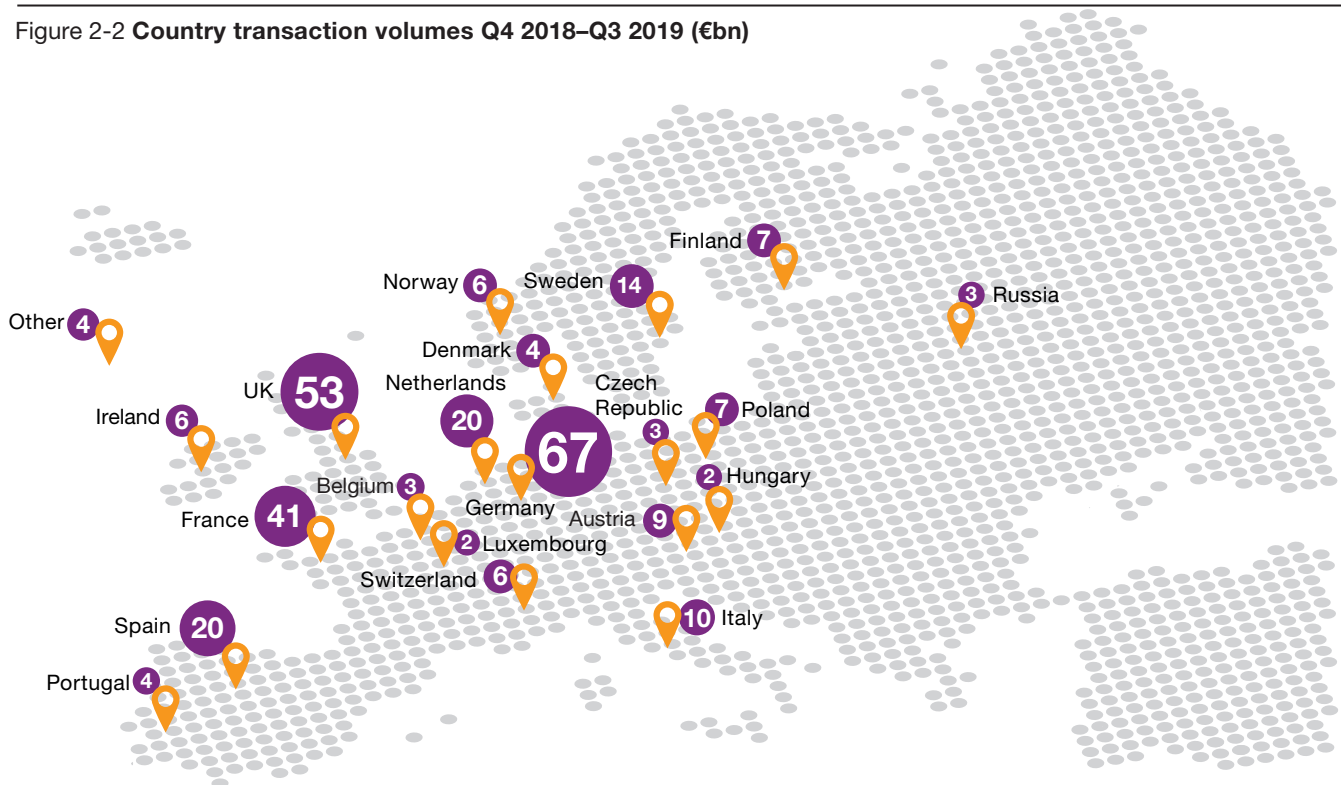 Figure 2-2 Country transaction volumes Q4 2018–Q3 2019 (€bn)
Finland 7
Norway 6
Sweden 14
3 Russia
Other 4
Denmark 4
UK 53
Netherlands
20
Czech
Republic
3
7 Poland
Ireland 6
67
Germany
2 Hungary
Belgium 3
France 41
Austria 9
2 Luxembourg
Switzerland 6
10 Italy
Spain 20
Portugal 4